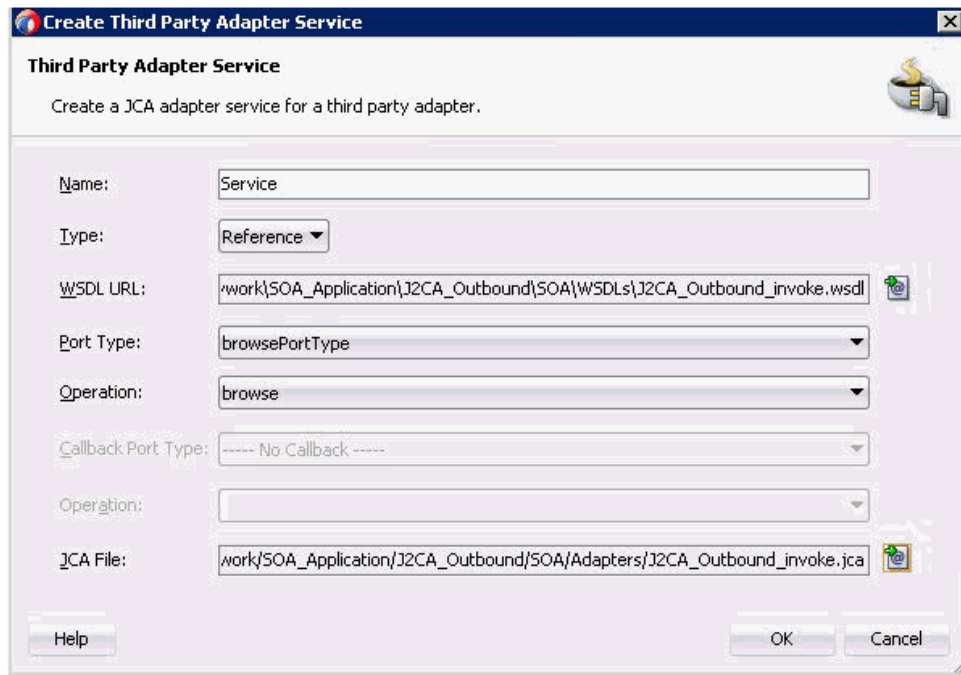 Create Third Party Adapter Service
Third Party Adapter Service
Create a JCA adapter service for a third party adapter.
Name: Service
Type: Reference
WSDL URL: work\SOA_Application\J2CA_Outbound\SOA\WSDLs\J2CA_Outbound_invoke.wsdl
Port Type: browsePortType
Operation: browse
Callback Port Type: ----- No Callback -----
Operation:
JCA File: work/SOA_Application/J2CA_Outbound/SOA/Adapters/J2CA_Outbound_invoke.jca
Help OK Cancel